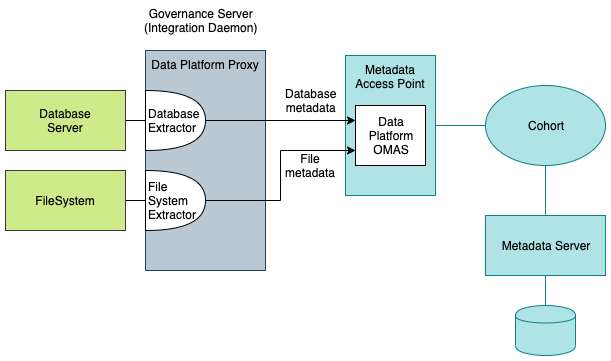 Governance Server
(Integration Daemon)
Data Platform Proxy
Database
Server
Database
Extractor
Database
metadata
Metadata
Access Point
Data
Platform
OMAS
Cohort
FileSystem
File
System
Extractor
File
metadata
Metadata Server